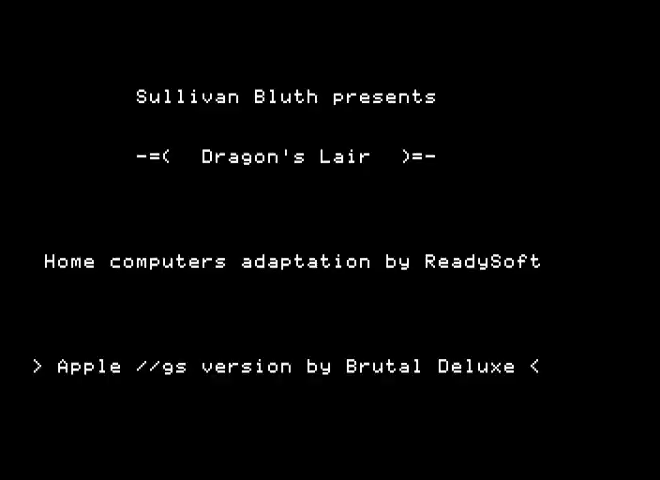 Sullivan Bluth presents
-=( Dragon's Lair )=-
Home computers adaptation by ReadySoft
> Apple //gs version by Brutal Deluxe <